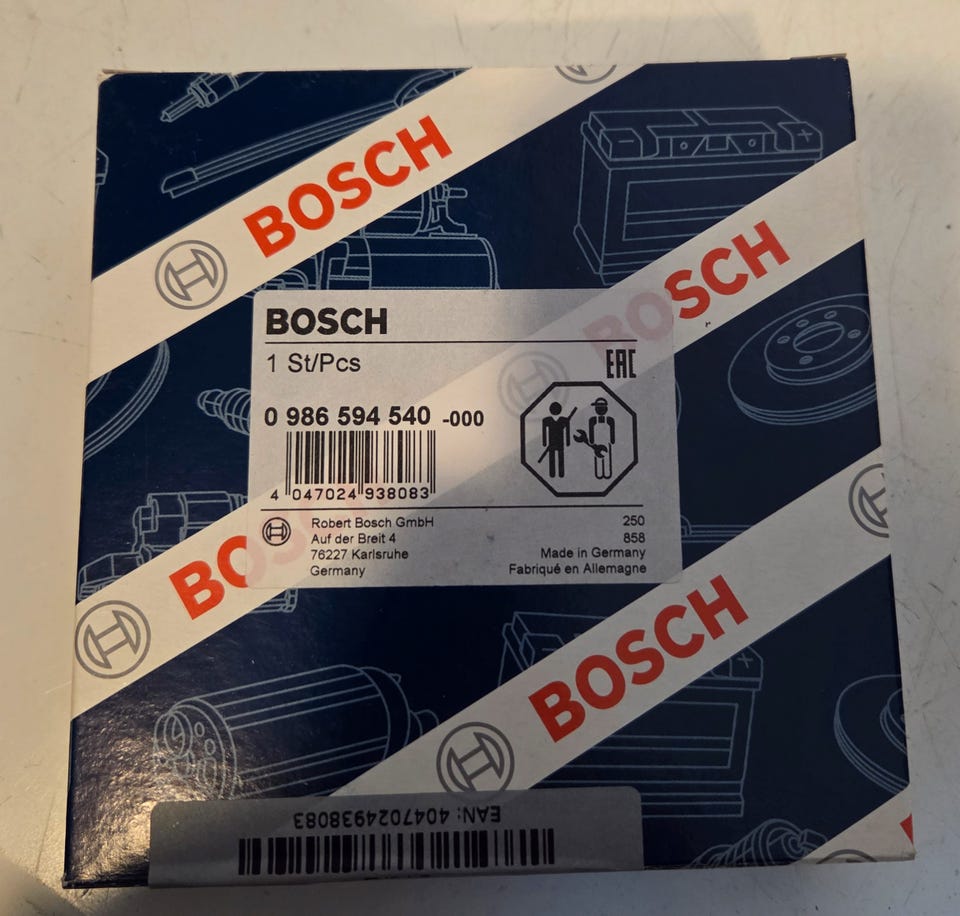 BOSCH
BOSCH
BOSCH
1 St/Pcs
EAC
0 986 594 540 -000
4 047024 938083
Robert Bosch GmbH
Auf der Breit 4
76227 Karlsruhe
Germany
250
858
Made in Germany
Fabriqué en Allemagne
BOSCH
BOSCH
EAN: 4047024938083